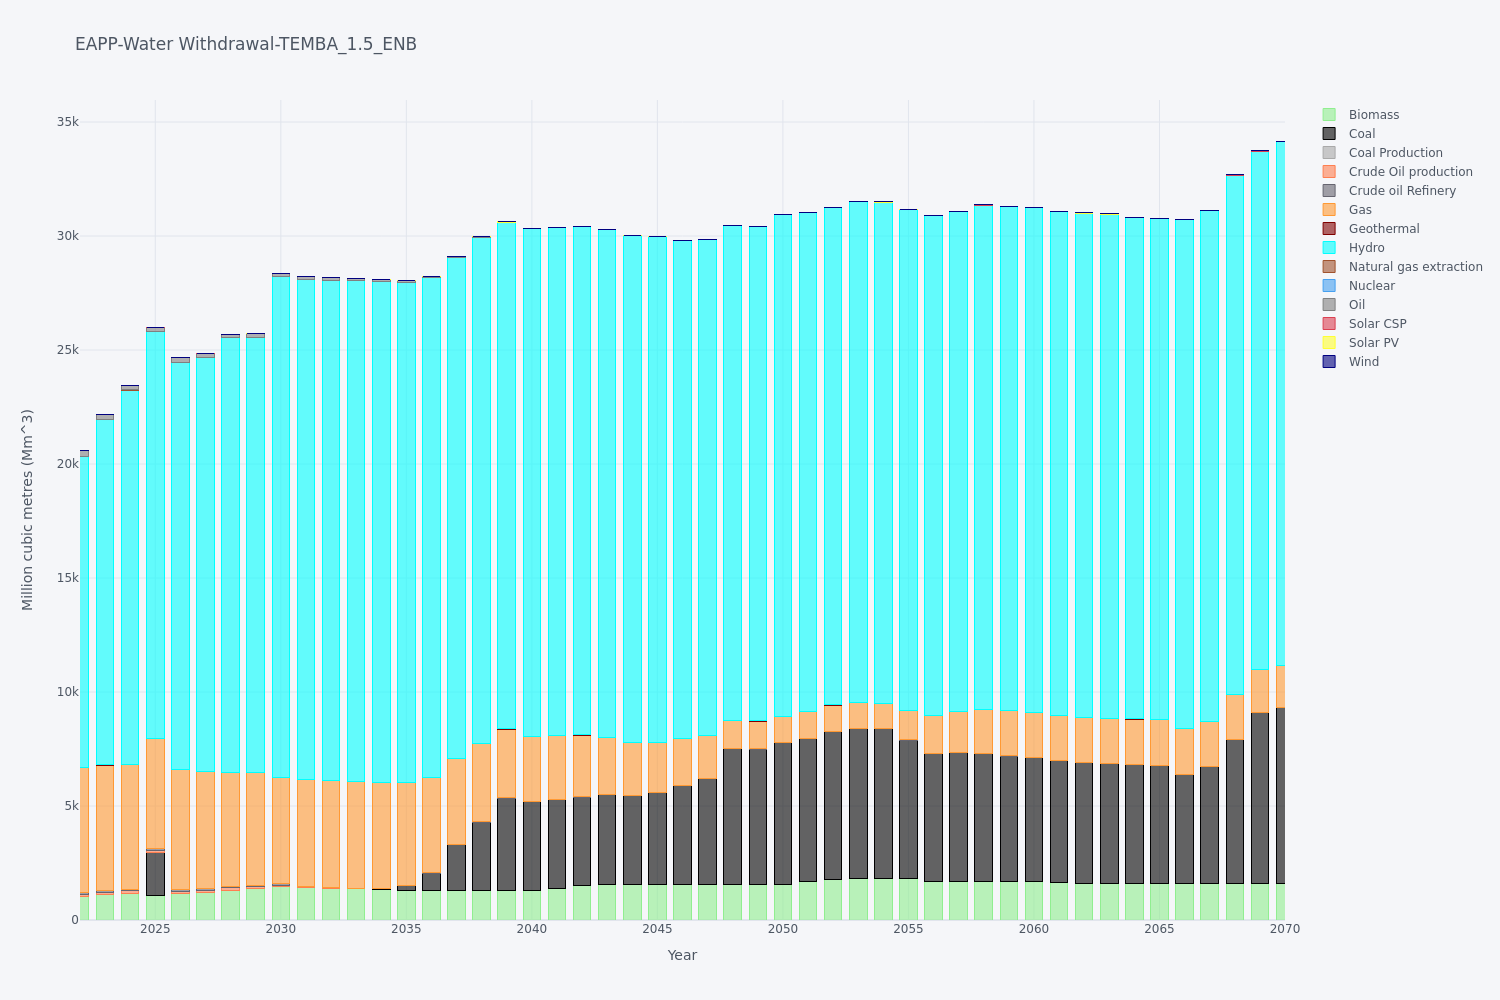 EAPP-Water Withdrawal-TEMBA_1.5_ENB
Million cubic metres (Mm^3)
35k
30k
25k
20k
15k
10k
5k
0
2025
2030
2035
2040
2045
2050
2055
2060
2065
2070
Year
Biomass
Coal
Coal Production
Crude Oil production
Crude oil Refinery
Gas
Geothermal
Hydro
Natural gas extraction
Nuclear
Oil
Solar CSP
Solar PV
Wind